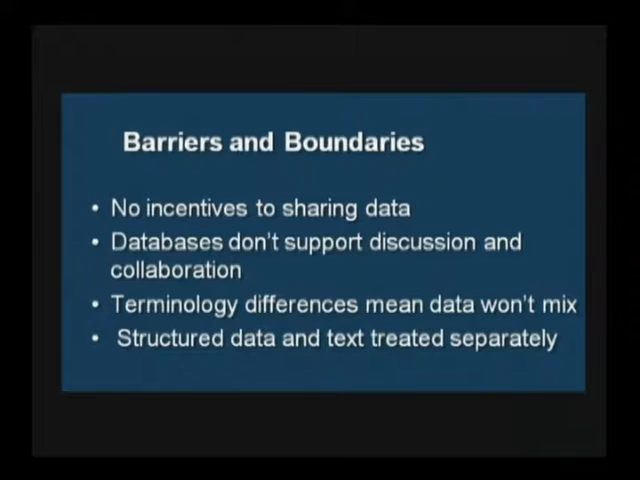 Barriers and Boundaries
• No incentives to sharing data
• Databases don't support discussion and
collaboration
• Terminology differences mean data won't mix
• Structured data and text treated separately